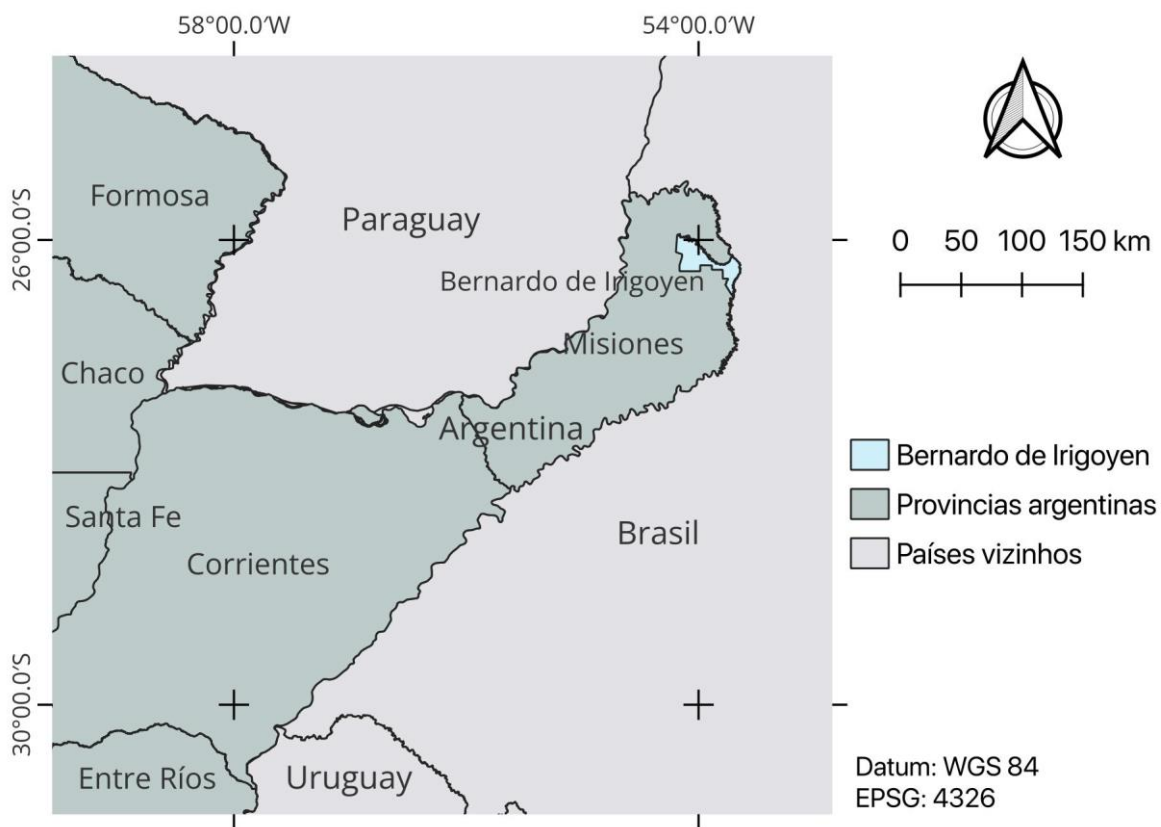 58°00.0′W
54°00.0′W
26°00.0′S
30°00.0′S
Formosa
Paraguay
Bernardo de Irigoyen
Misiones
Chaco
Argentina
Santa Fe
Corrientes
Brasil
Entre Ríos
Uruguay
0 50 100 150 km
Bernardo de Irigoyen
Provincias argentinas
Países vizinhos
Datum: WGS 84
EPSG: 4326